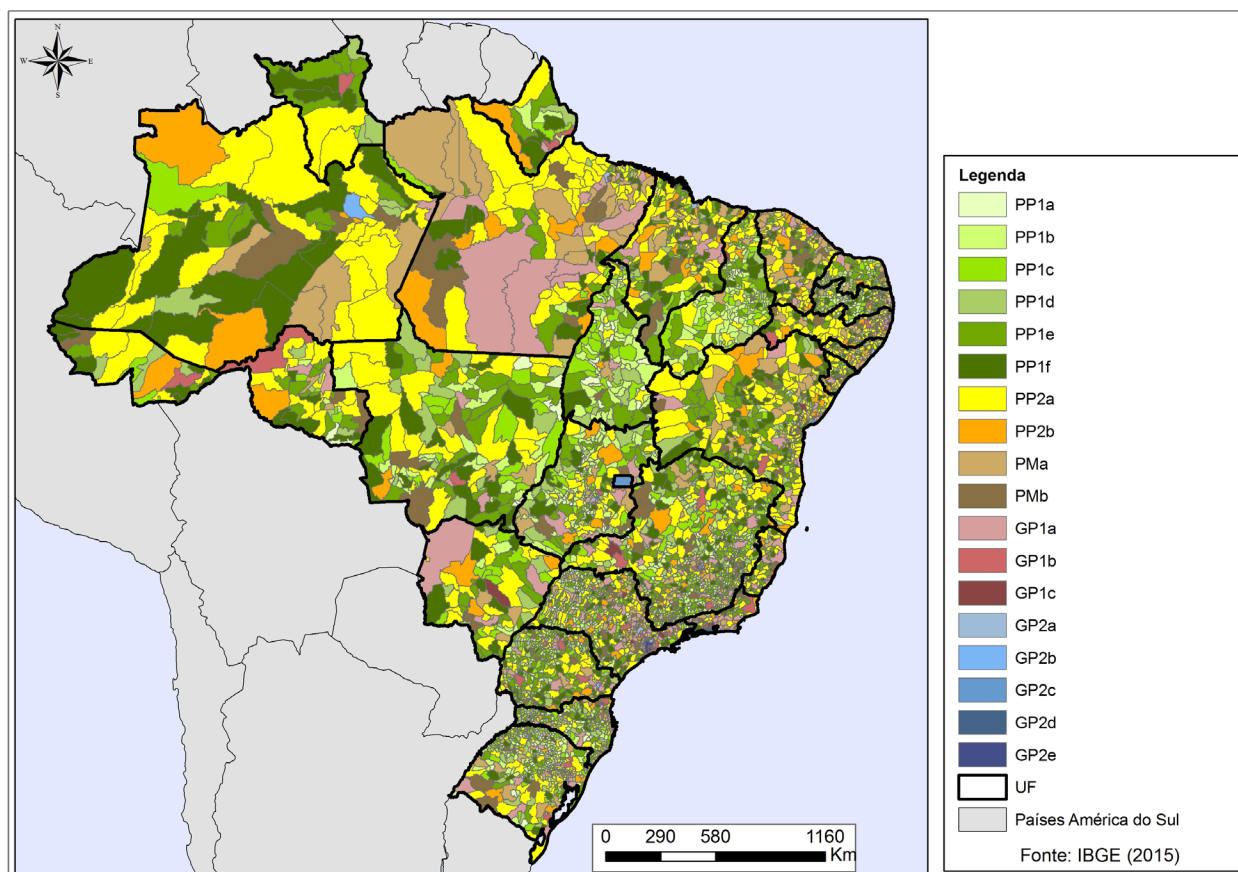 N
W E
S
Legenda
PP1a
PP1b
PP1c
PP1d
PP1e
PP1f
PP2a
PP2b
PMa
PMb
GP1a
GP1b
GP1c
GP2a
GP2b
GP2c
GP2d
GP2e
UF
Países América do Sul
Fonte: IBGE (2015)
0 290 580 1160
Km